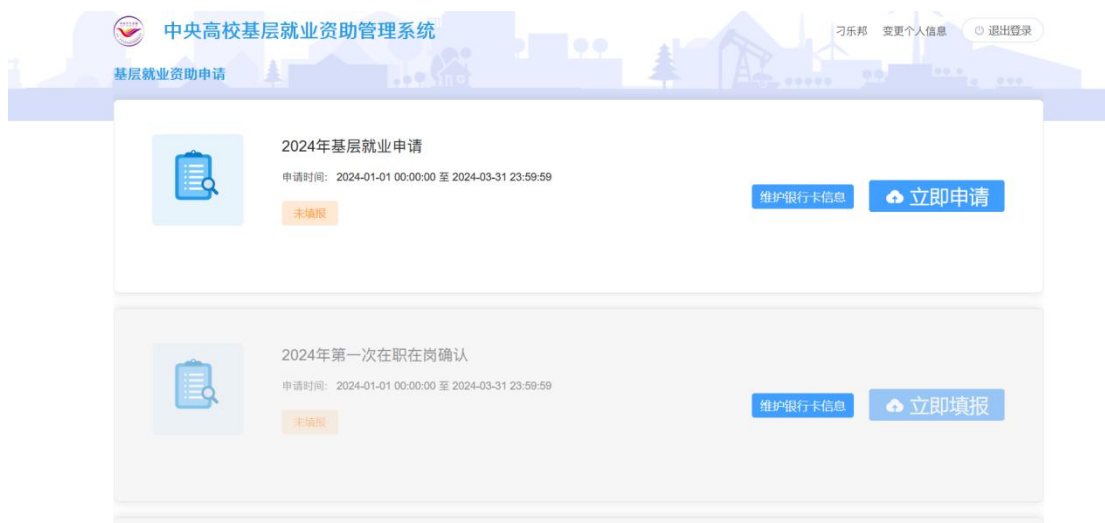 中央高校基层就业资助管理系统
刁乐邦 变更个人信息 退出登录
基层就业资助申请
2024年基层就业申请
申请时间: 2024-01-01 00:00:00 至 2024-03-31 23:59:59
未填报
维护银行卡信息 立即申请
2024年第一次在职在岗确认
申请时间: 2024-01-01 00:00:00 至 2024-03-31 23:59:59
未填报
维护银行卡信息 立即填报